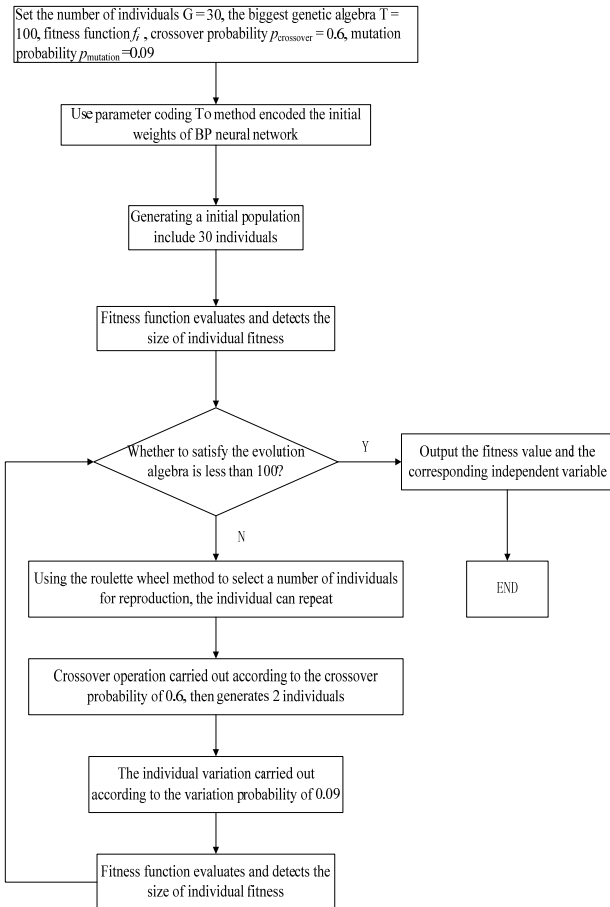 Set the number of individuals G = 30, the biggest genetic algebra T =
100, fitness function fi , crossover probability pcrossover = 0.6, mutation
probability pmutation =0.09
Use parameter coding To method encoded the initial
weights of BP neural network
Generating a initial population
include 30 individuals
Fitness function evaluates and detects the
size of individual fitness
Whether to satisfy the evolution
algebra is less than 100?
Y
Output the fitness value and the
corresponding independent variable
N
END
Using the roulette wheel method to select a number of individuals
for reproduction, the individual can repeat
Crossover operation carried out according to the crossover
probability of 0.6, then generates 2 individuals
The individual variation carried out
according to the variation probability of 0.09
Fitness function evaluates and detects the
size of individual fitness